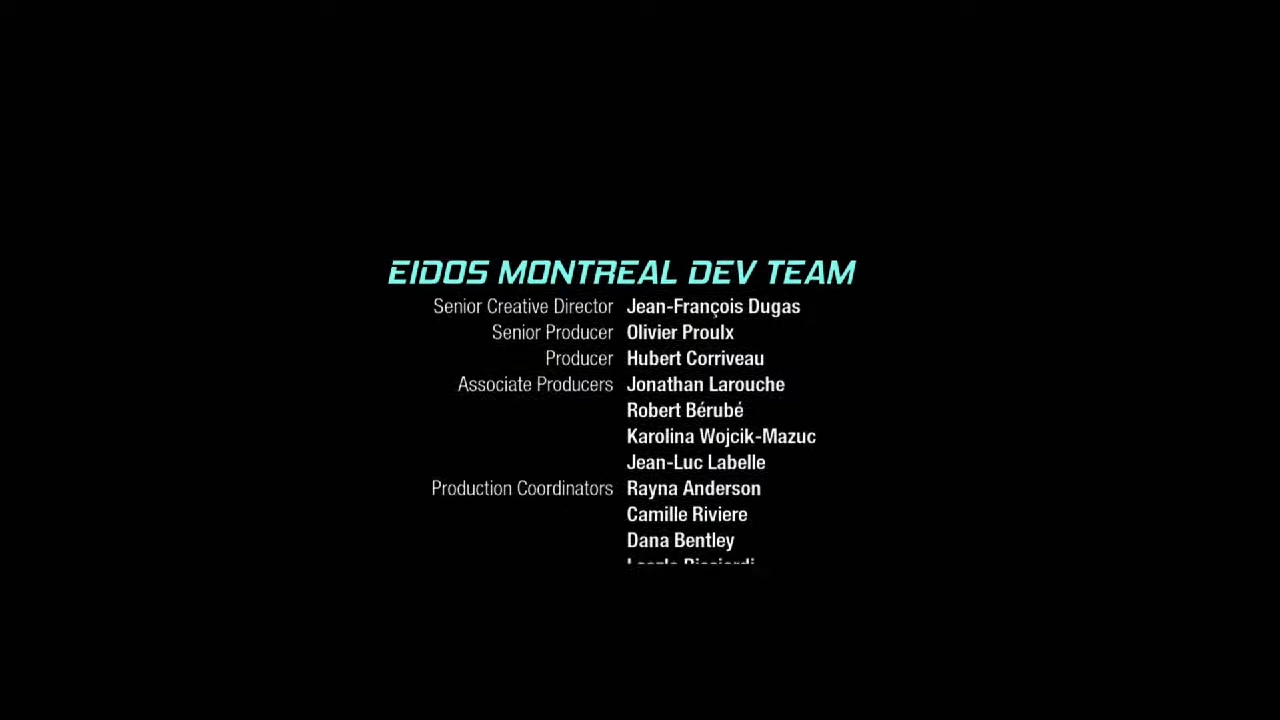 EIDOS MONTREAL DEV TEAM
Senior Creative Director Jean-François Dugas
Senior Producer Olivier Proulx
Producer Hubert Corriveau
Associate Producers Jonathan Larouche
Robert Bérubé
Karolina Wojcik-Mazuc
Jean-Luc Labelle
Production Coordinators Rayna Anderson
Camille Riviere
Dana Bentley